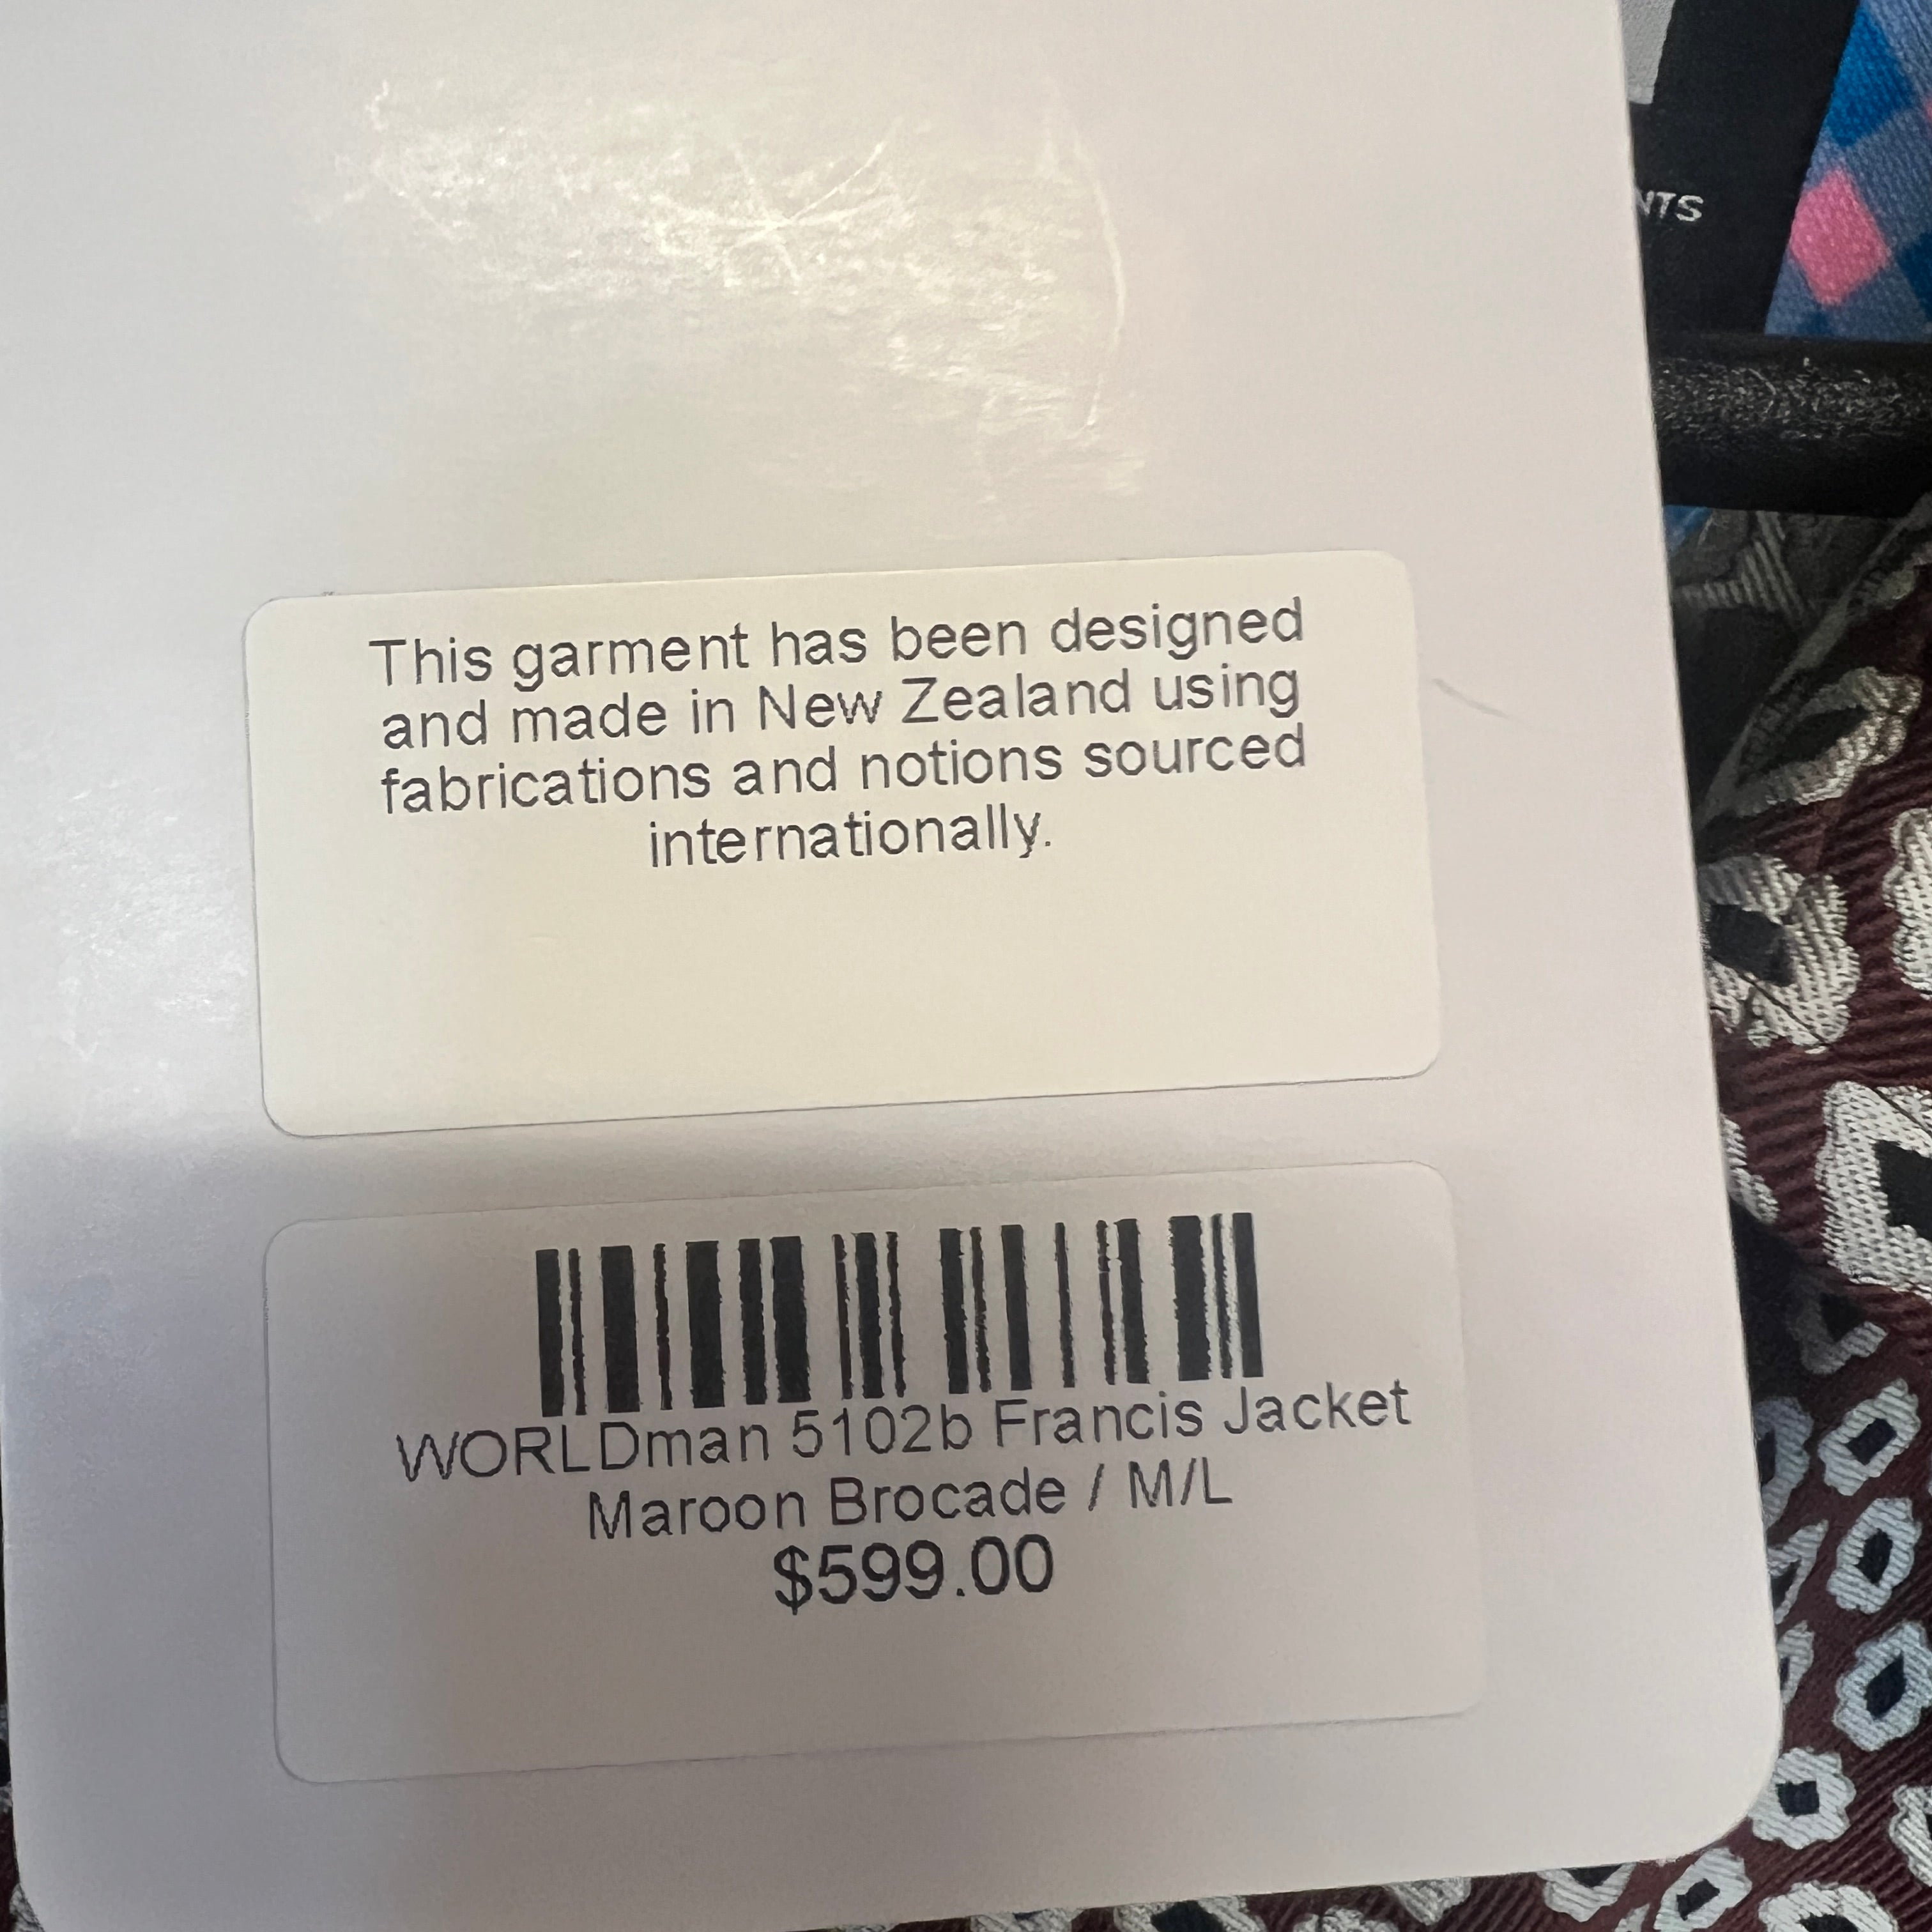 This garment has been designed
and made in New Zealand using
fabrications and notions sourced
internationally.
WORLDman 5102b Francis Jacket
Maroon Brocade / M/L
$599.00